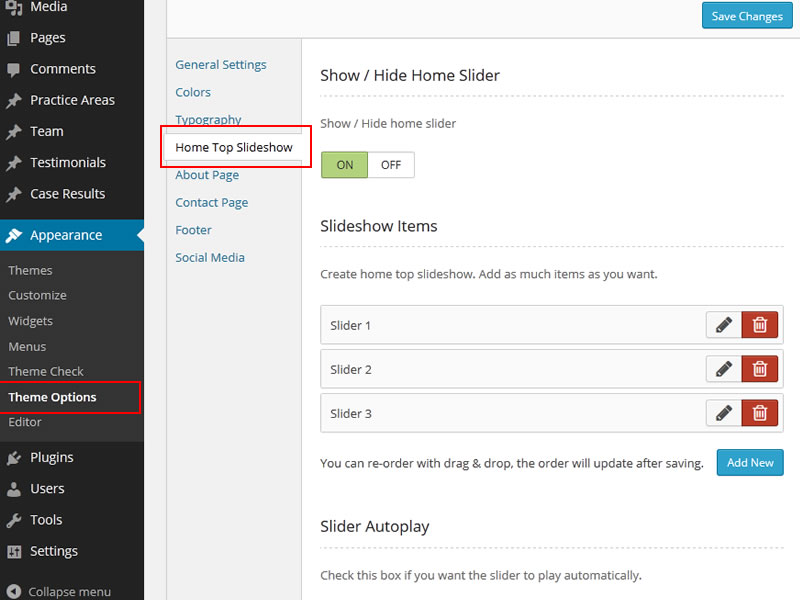 Media
Pages
Comments
Practice Areas
Team
Testimonials
Case Results
Appearance
Themes
Customize
Widgets
Menus
Theme Check
Theme Options
Editor
Plugins
Users
Tools
Settings
Collapse menu
Save Changes
General Settings
Colors
Typography
Home Top Slideshow
About Page
Contact Page
Footer
Social Media
Show / Hide Home Slider
Show / Hide home slider
ON OFF
Slideshow Items
Create home top slideshow. Add as much items as you want.
Slider 1
Slider 2
Slider 3
You can re-order with drag & drop, the order will update after saving. Add New
Slider Autoplay
Check this box if you want the slider to play automatically.